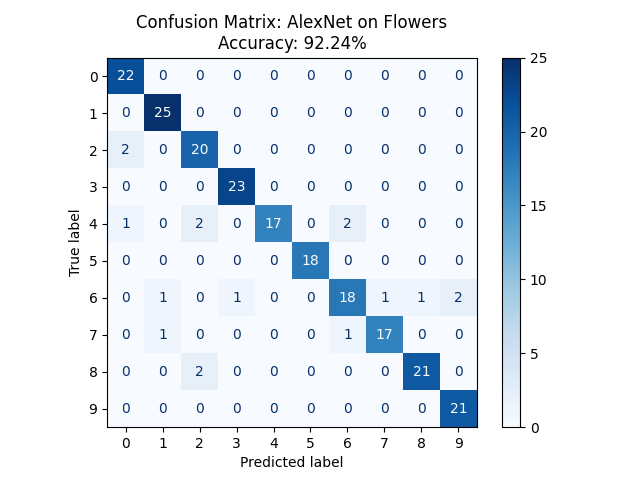 Confusion Matrix: AlexNet on Flowers
Accuracy: 92.24%
0 22 0 0 0 0 0 0 0 0 0
1 0 25 0 0 0 0 0 0 0 0
2 2 0 20 0 0 0 0 0 0 0
3 0 0 0 23 0 0 0 0 0 0
4 1 0 2 0 17 0 2 0 0 0
5 0 0 0 0 0 18 0 0 0 0
6 0 1 0 1 0 0 18 1 1 2
7 0 1 0 0 0 0 1 17 0 0
8 0 0 2 0 0 0 0 0 21 0
9 0 0 0 0 0 0 0 0 0 21
0 1 2 3 4 5 6 7 8 9
Predicted label
True label
25
20
15
10
5
0